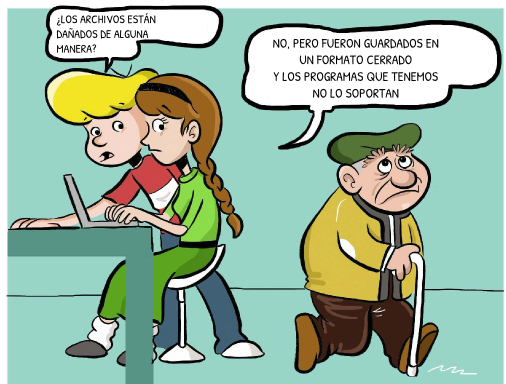 ¿LOS ARCHIVOS ESTÁN
DAÑADOS DE ALGUNA
MANERA?
NO, PERO FUERON GUARDADOS EN
UN FORMATO CERRADO
Y LOS PROGRAMAS QUE TENEMOS
NO LO SOPORTAN